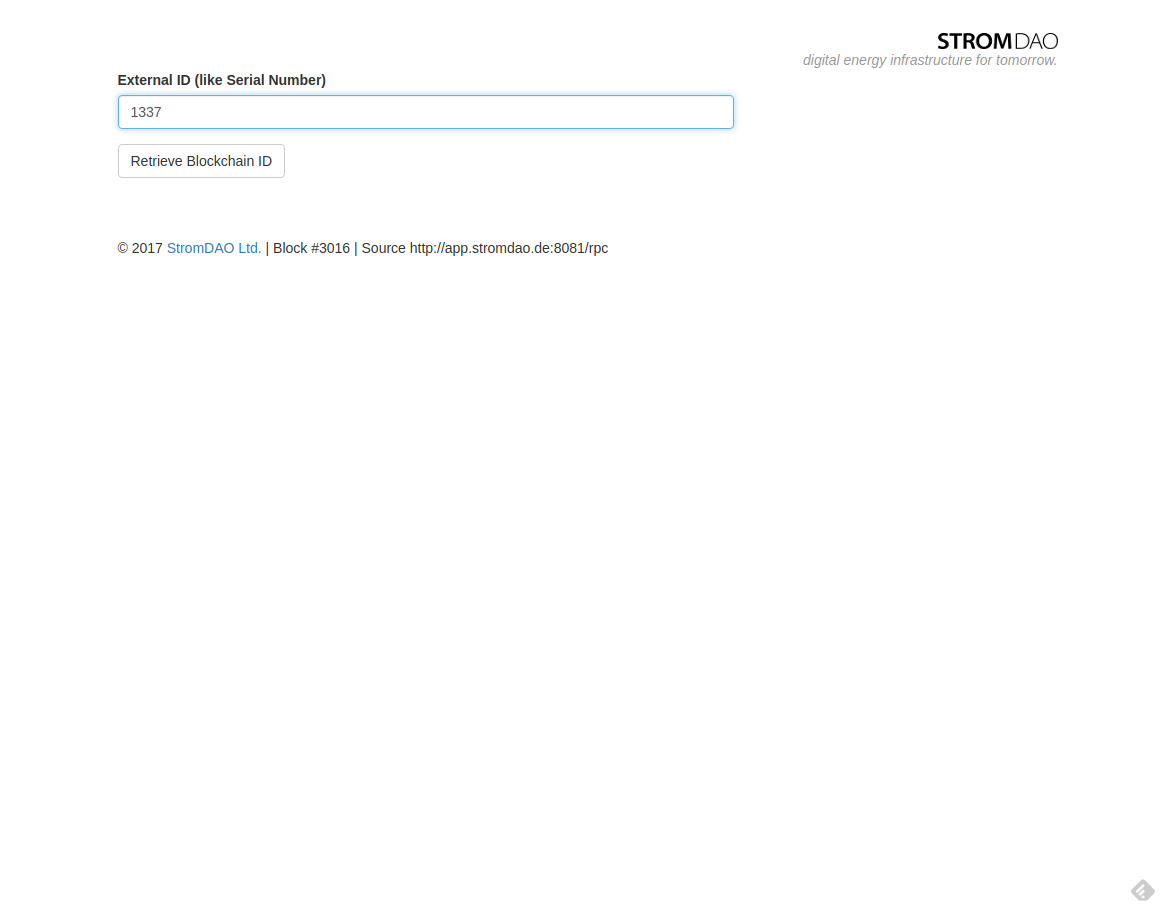 STROMDAO
digital energy infrastructure for tomorrow.
External ID (like Serial Number)
1337
Retrieve Blockchain ID
© 2017 StromDAO Ltd. | Block #3016 | Source http://app.stromdao.de:8081/rpc